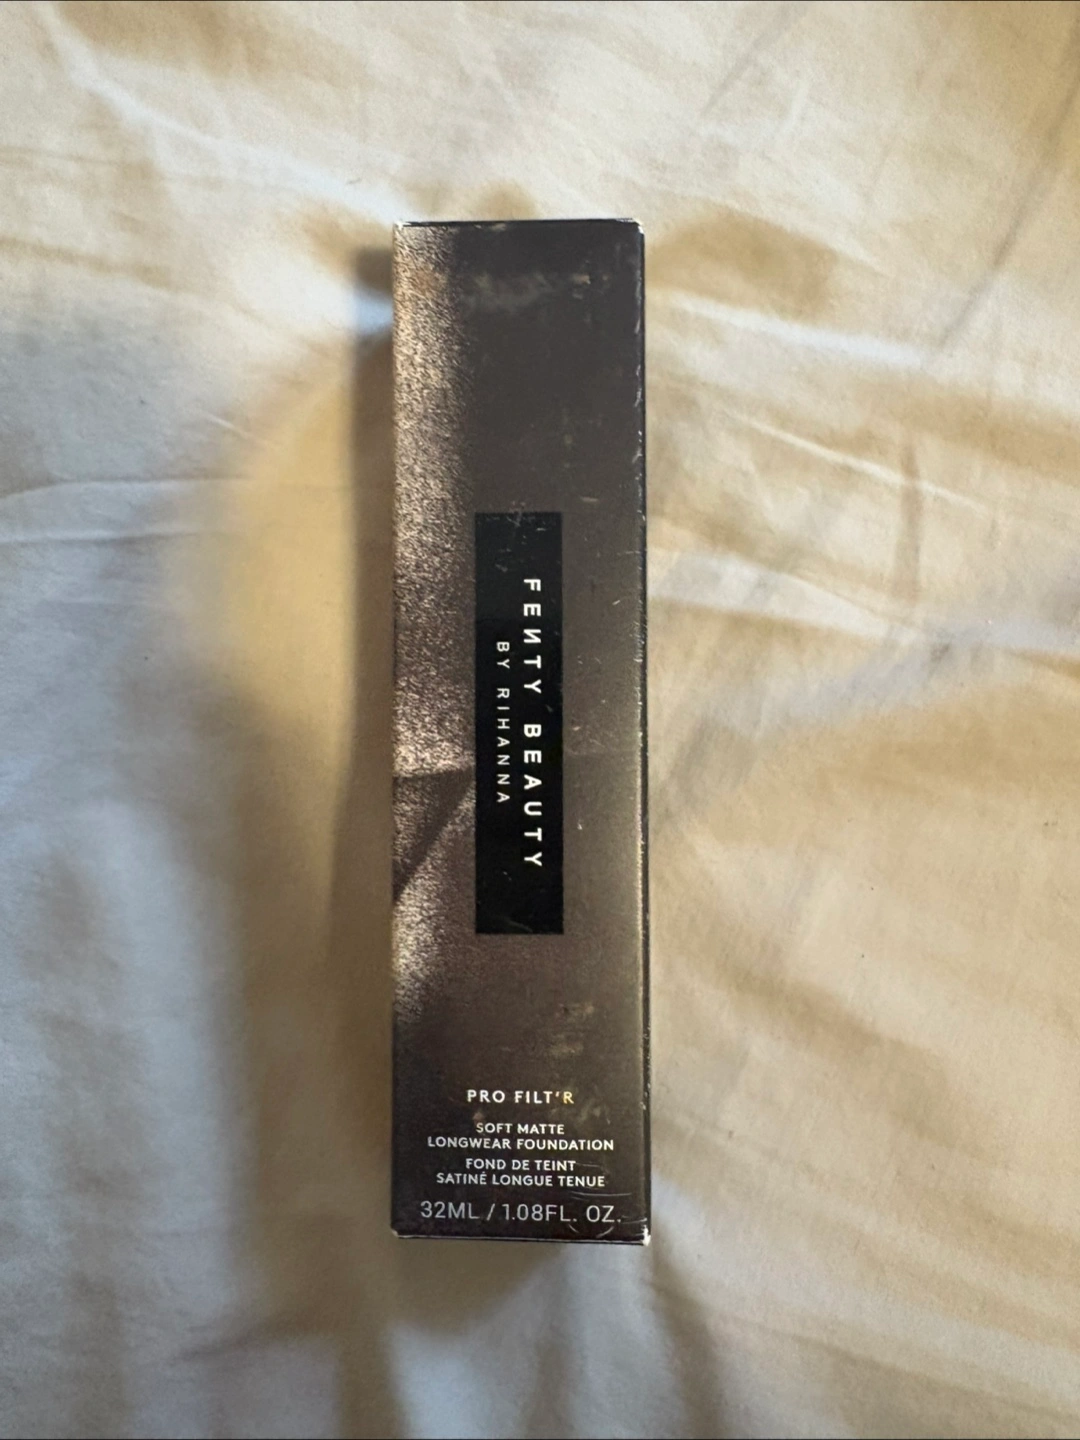 FEИTY BEAUTY
BY RIHANNA
PRO FILT'R
SOFT MATTE
LONGWEAR FOUNDATION
FOND DE TEINT
SATINÉ LONGUE TENUE
32ML / 1.08FL. OZ.